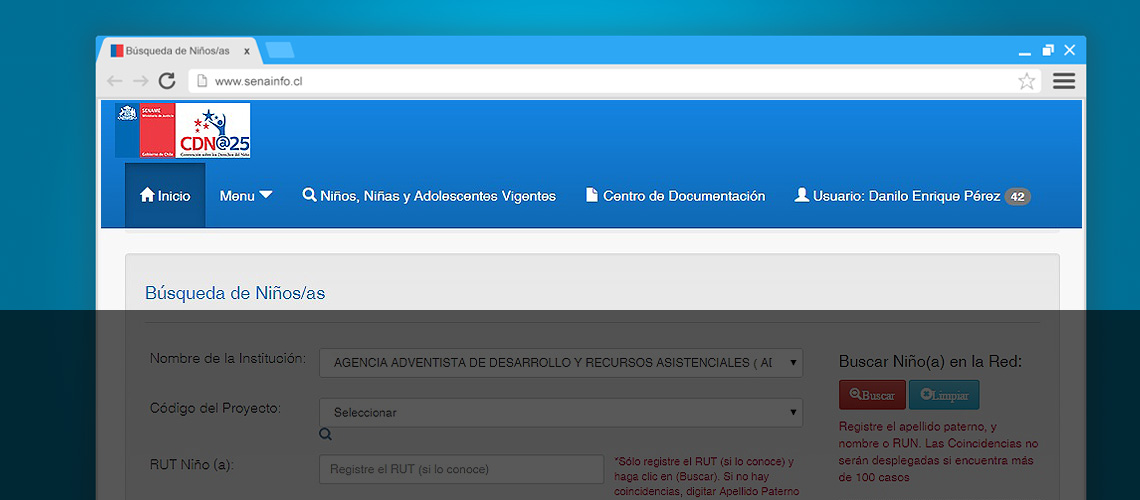 Búsqueda de Niños/as x
www.senainfo.cl
SENAME
Ministerio de Justicia
Gobierno de Chile
CDN@25
Convención sobre los Derechos del Niño
Inicio
Menu
Niños, Niñas y Adolescentes Vigentes
Centro de Documentación
Usuario: Danilo Enrique Pérez 42
Búsqueda de Niños/as
Nombre de la Institución: AGENCIA ADVENTISTA DE DESARROLLO Y RECURSOS ASISTENCIALES ( AD
Código del Proyecto: Seleccionar
RUT Niño (a): Registre el RUT (si lo conoce)
*Sólo registre el RUT (si lo conoce) y
haga clic en (Buscar). Si no hay
coincidencias, digitar Apellido Paterno
Buscar Niño(a) en la Red:
Buscar Limpiar
Registre el apellido paterno, y
nombre o RUN. Las Coincidencias no
serán desplegadas si encuentra más
de 100 casos